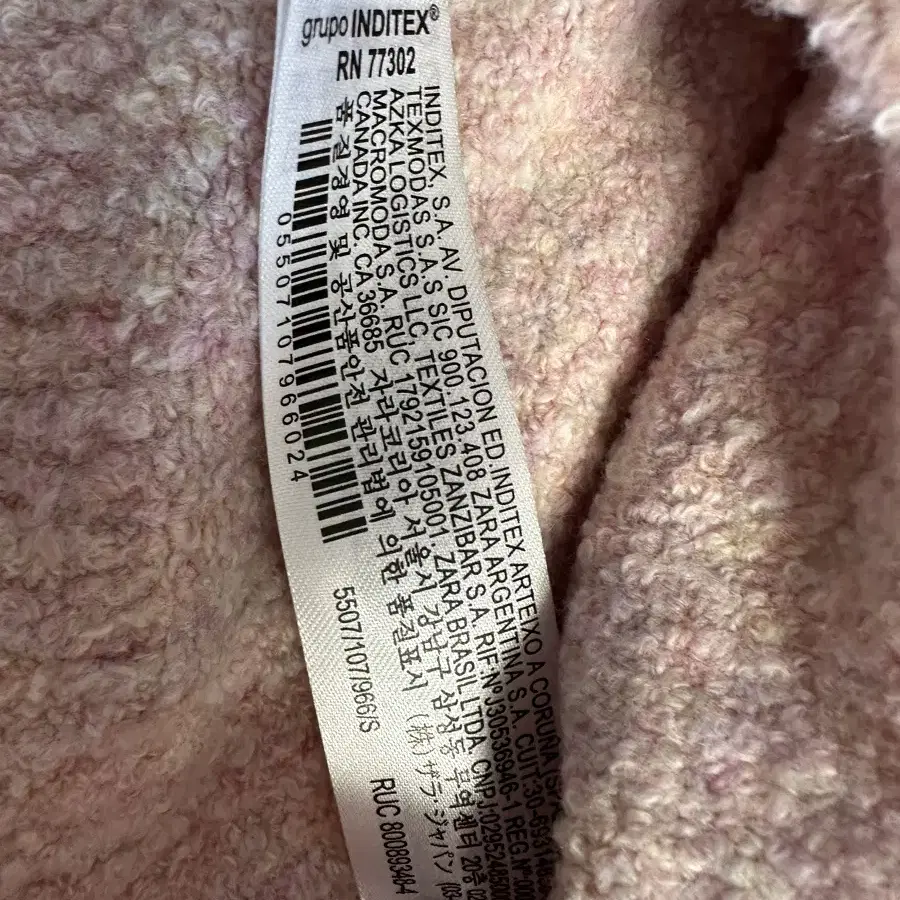 grupo INDITEX®
RN 77302
INDITEX, S.A. AV DIPUTACION ED.INDITEX ARTEIXO A CORUÑA
TEXMODAS S.A.S SIC 900.123.408 ZARA ARGENTINA S.A. CUIT:30-
AZKA LOGISTICS LLC, TEXTILES ZANZIBAR S.A. RIF:Nº J30536946-1 REG Nº
MACROMODA S.A. RUC 1792159105001, ZARA BRASIL LTDA. CNPJ
CANADA INC. CA 36685 자라코리아 서울시 강남구 삼성동 무역센터 20층
품질경영 및 공산품안전 관리법에 의한 품질표시 (株)ザラ・ジャパン (03-
05507107966024
5507/107/966/S
RUC 800893484